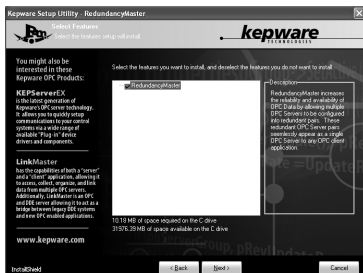 Kepware Setup Utility - RedundancyMaster
Select Features
Select the features setup will install.
kepware
TECHNOLOGIES
You might also be
interested in these
Kepware OPC Products:
KEPServerEX
is the latest generation of
Kepware's OPC server technology.
It allows you to quickly setup
communications to your control
systems via a wide range of
available "Plug-in" device
drivers and components.
LinkMaster
has the capabilities of both a "server"
and a "client" application, allowing it
to access, collect, organize, and link
data from multiple OPC servers.
Additionally, LinkMaster is an OPC
and DDE server allowing it to act as a
bridge between legacy DDE systems
and new OPC enabled applications.
www.kepware.com
Select the features you want to install, and deselect the features you do not want to install.
RedundancyMaster
Description
RedundancyMaster increases
the reliability and availability of
OPC Data by allowing multiple
OPC Servers to be configured
into redundant pairs. These
redundant OPC Server pairs
seamlessly appear as a single
OPC Server to any OPC client
application.
10.18 MB of space required on the C drive
31976.39 MB of space available on the C drive
InstallShield
< Back
Next >
Cancel